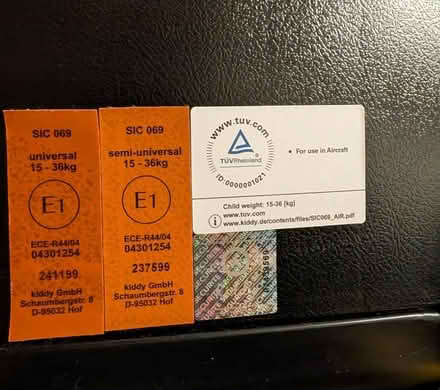 SIC 069
universal
15 - 36kg
E1
ECE-R44/04
04301254
241199
kiddy GmbH
Schaumbergstr. 8
D-95032 Hof
SIC 069
semi-universal
15 - 36kg
E1
ECE-R44/04
04301254
237599
kiddy GmbH
Schaumbergstr. 8
D-95032 Hof
www.tuv.com
TÜVRheinland
ID:0000001021
• For use in Aircraft
Child weight: 15-36 [kg]
www.tuv.com
i
www.kiddy.de/contents/files/SIC069_AIR.pdf